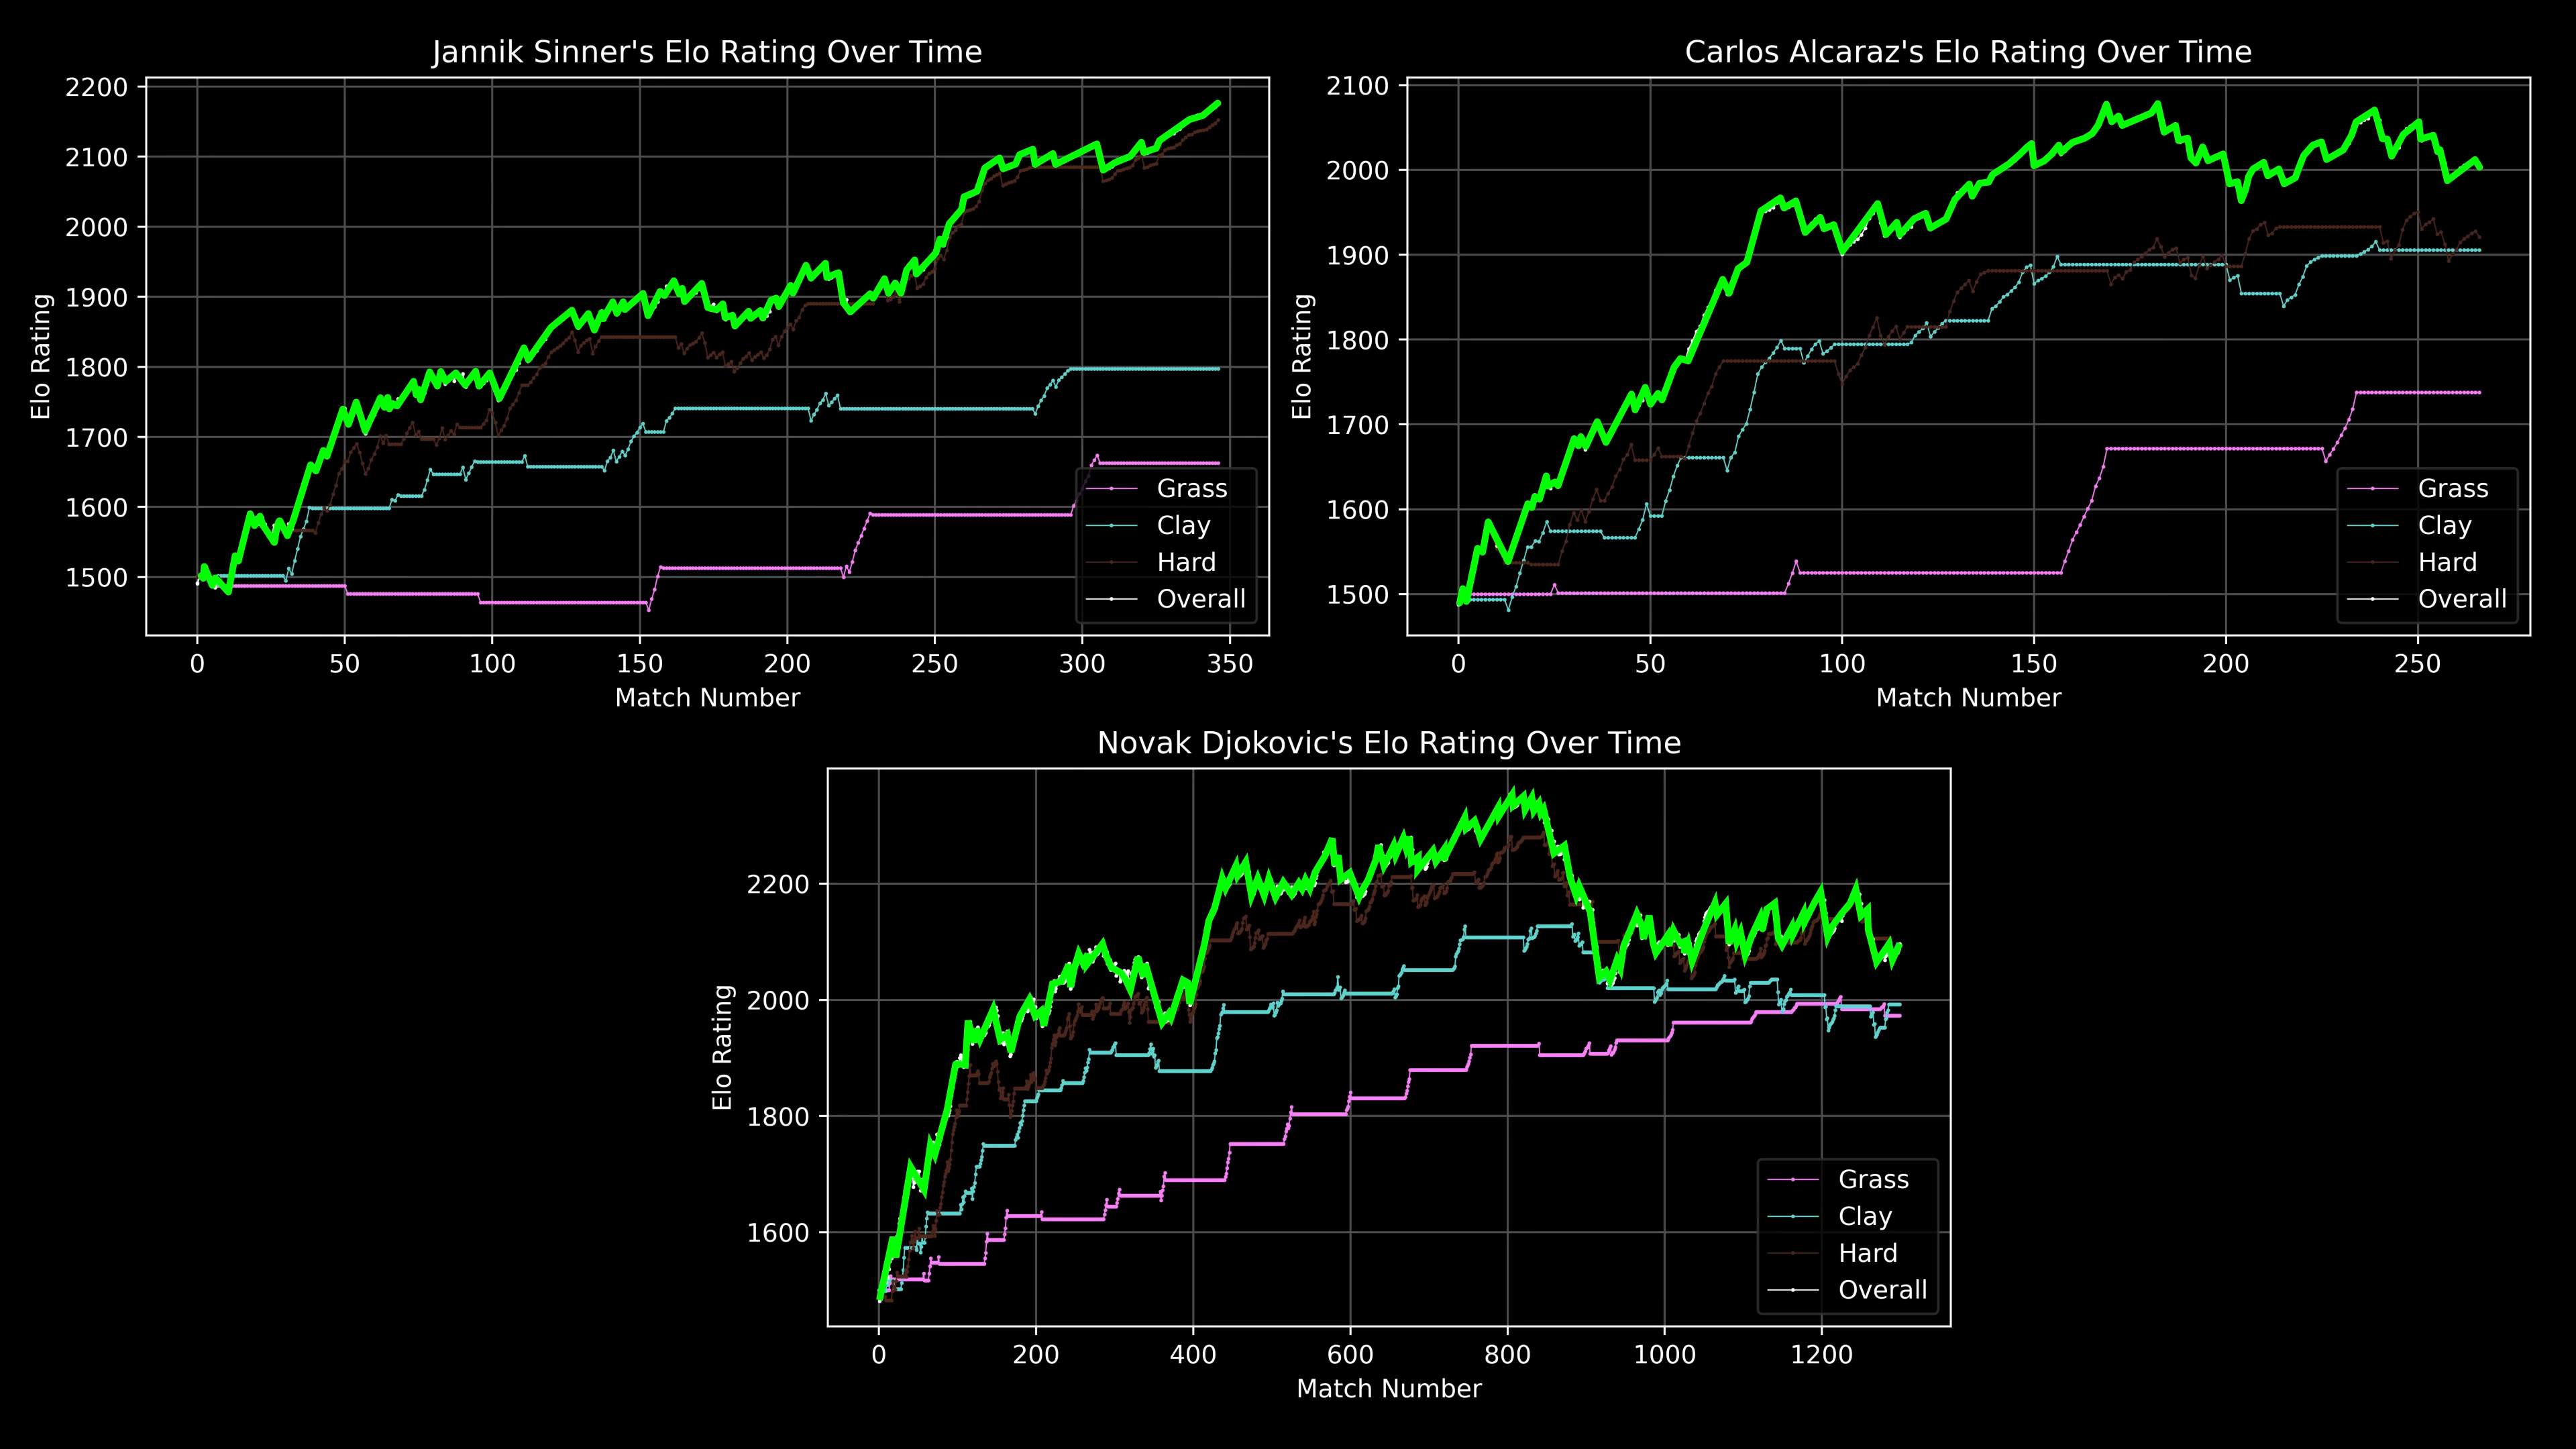 Jannik Sinner's Elo Rating Over Time
2200
2100
2000
1900
1800
1700
1600
1500
Elo Rating
0 50 100 150 200 250 300 350
Match Number
Grass
Clay
Hard
Overall
Carlos Alcaraz's Elo Rating Over Time
2100
2000
1900
1800
1700
1600
1500
Elo Rating
0 50 100 150 200 250
Match Number
Grass
Clay
Hard
Overall
Novak Djokovic's Elo Rating Over Time
2200
2000
1800
1600
Elo Rating
0 200 400 600 800 1000 1200
Match Number
Grass
Clay
Hard
Overall